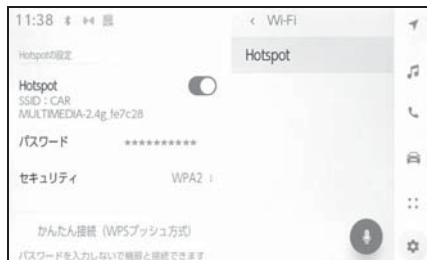 11:38
‹ Wi-Fi
Hotspotの設定
Hotspot
Hotspot
SSID：CAR
MULTIMEDIA-2.4g_fe7c28
パスワード **********
セキュリティ WPA2
かんたん接続（WPSプッシュ方式）
パスワードを入力しないで機器と接続できます